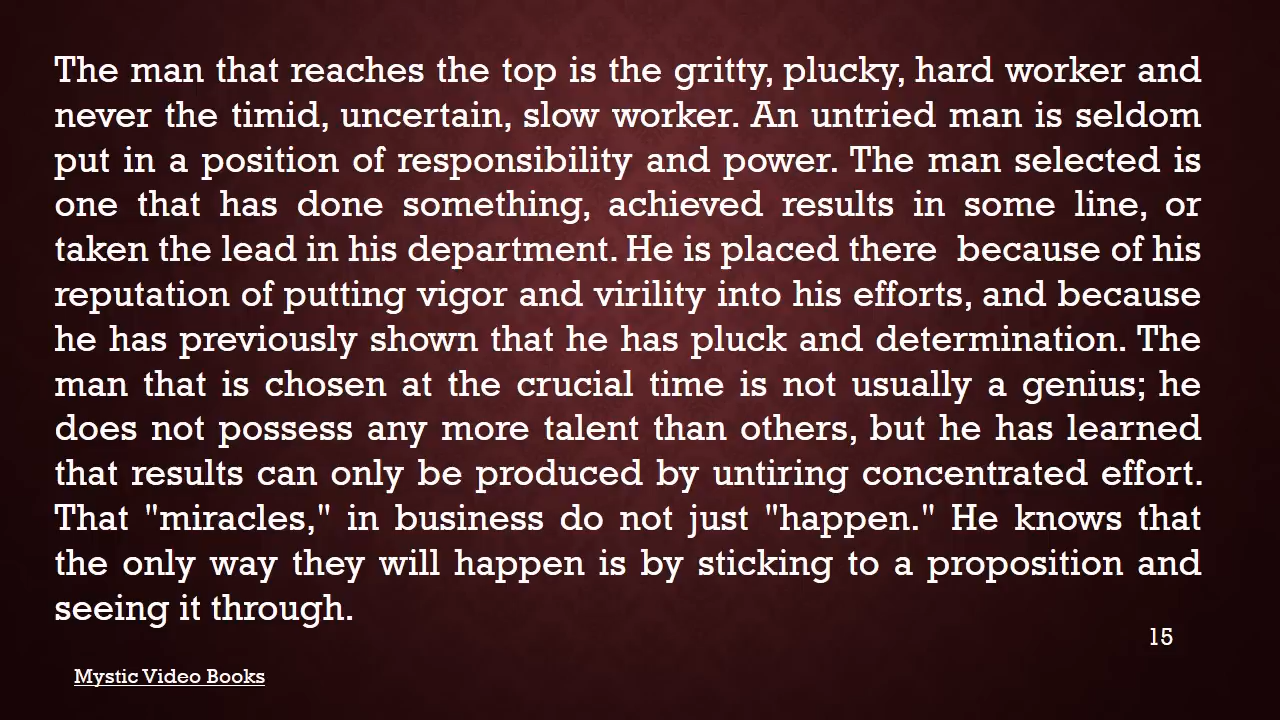 The man that reaches the top is the gritty, plucky, hard worker and
never the timid, uncertain, slow worker. An untried man is seldom
put in a position of responsibility and power. The man selected is
one that has done something, achieved results in some line, or
taken the lead in his department. He is placed there  because of his
reputation of putting vigor and virility into his efforts, and because
he has previously shown that he has pluck and determination. The
man that is chosen at the crucial time is not usually a genius; he
does not possess any more talent than others, but he has learned
that results can only be produced by untiring concentrated effort.
That "miracles," in business do not just "happen." He knows that
the only way they will happen is by sticking to a proposition and
seeing it through.
15
Mystic Video Books